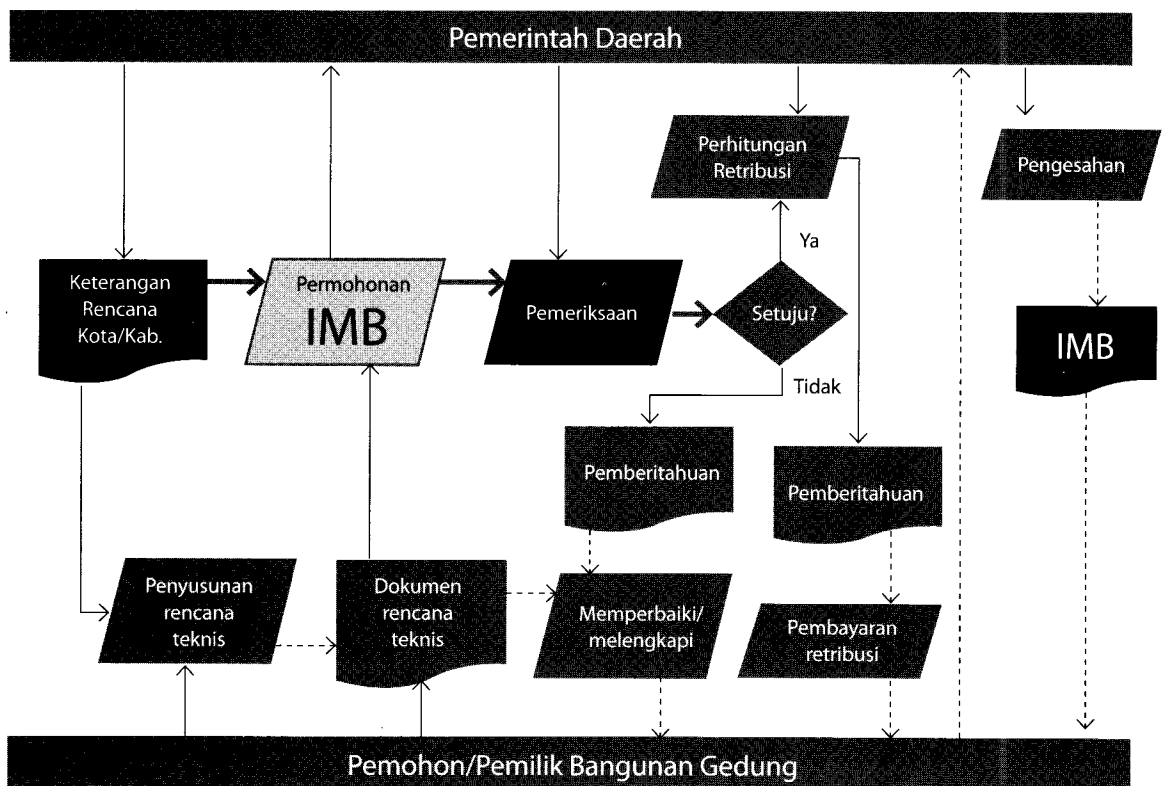 Pemerintah Daerah
Perhitungan
Retribusi
Pengesahan
Ya
Keterangan
Rencana
Kota/Kab.
Permohonan
IMB
Pemeriksaan
Setuju?
IMB
Tidak
Pemberitahuan
Pemberitahuan
Penyusunan
rencana
teknis
Dokumen
rencana
teknis
Memperbaiki/
melengkapi
Pembayaran
retribusi
Pemohon/Pemilik Bangunan Gedung